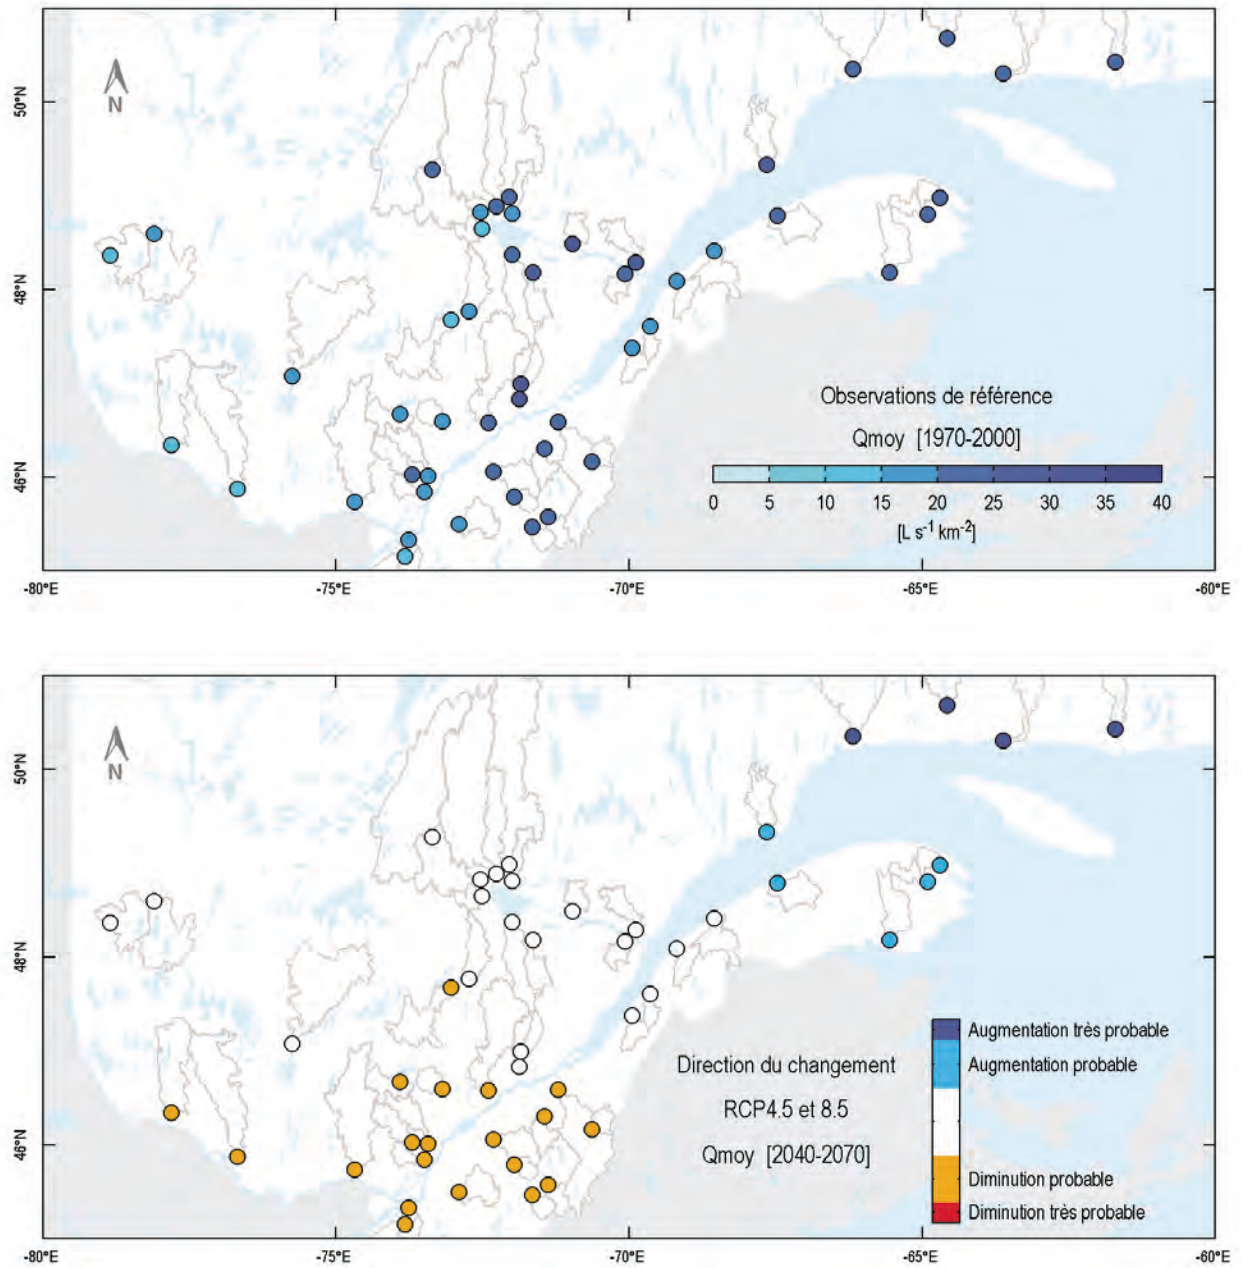 50°N
48°N
46°N
N
Observations de référence
Qmoy [1970-2000]
0 5 10 15 20 25 30 35 40
[L s⁻¹ km⁻²]
-80°E -75°E -70°E -65°E -60°E
50°N
48°N
46°N
N
Direction du changement
RCP4.5 et 8.5
Qmoy [2040-2070]
Augmentation très probable
Augmentation probable
Diminution probable
Diminution très probable
-80°E -75°E -70°E -65°E -60°E